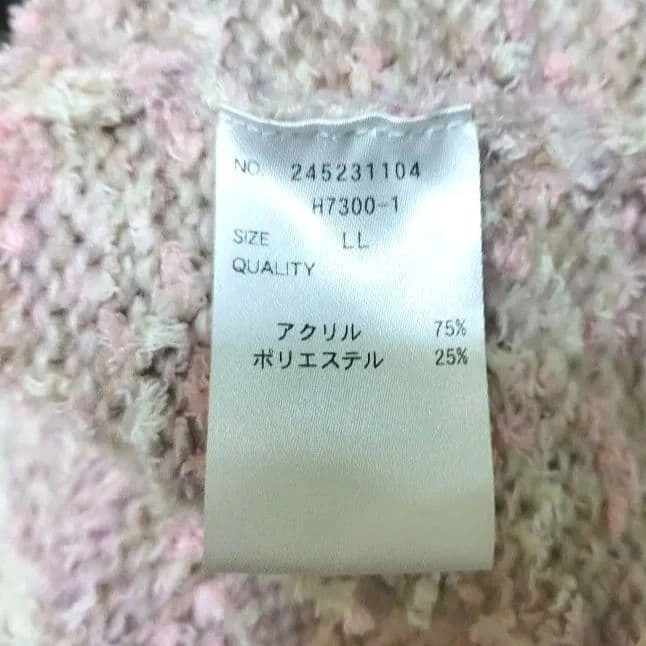 NO. 245231104
H7300-1
SIZE LL
QUALITY
アクリル 75%
ポリエステル 25%